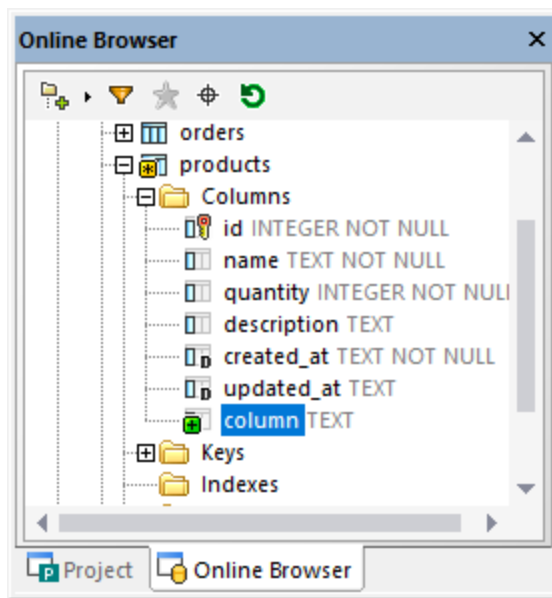 Online Browser
orders
products
Columns
id INTEGER NOT NULL
name TEXT NOT NULL
quantity INTEGER NOT NULL
description TEXT
created_at TEXT NOT NULL
updated_at TEXT
column TEXT
Keys
Indexes
Project Online Browser